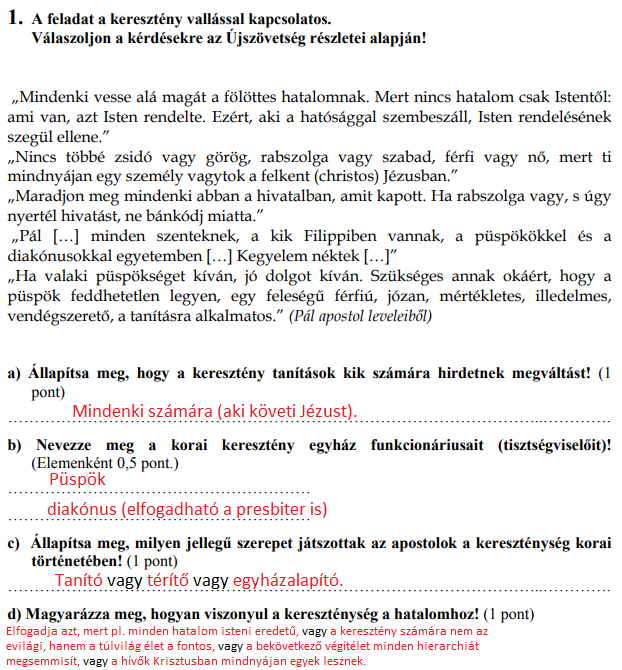 1. A feladat a keresztény vallással kapcsolatos.
Válaszoljon a kérdésekre az Újszövetség részletei alapján!
„Mindenki vesse alá magát a fölöttes hatalomnak. Mert nincs hatalom csak Istentől:
ami van, azt Isten rendelte. Ezért, aki a hatósággal szembeszáll, Isten rendelésének
szegül ellene.”
„Nincs többé zsidó vagy görög, rabszolga vagy szabad, férfi vagy nő, mert ti
mindnyájan egy személy vagytok a felkent (christos) Jézusban.”
„Maradjon meg mindenki abban a hivatalban, amit kapott. Ha rabszolga vagy, s úgy
nyertél hivatást, ne bánkódj miatta.”
„Pál […] minden szenteknek, a kik Filippiben vannak, a püspökökkel és a
diakónusokkal egyetemben […] Kegyelem néktek […]”
„Ha valaki püspökséget kíván, jó dolgot kíván. Szükséges annak okáért, hogy a
püspök feddhetetlen legyen, egy feleségű férfiú, józan, mértékletes, illedelmes,
vendégszerető, a tanításra alkalmatos.” (Pál apostol leveleiből)
a) Állapítsa meg, hogy a keresztény tanítások kik számára hirdetnek megváltást! (1
pont)
Mindenki számára (aki követi Jézust).
b) Nevezze meg a korai keresztény egyház funkcionáriusait (tisztségviselőit)!
(Elemenként 0,5 pont.)
Püspök
diakónus (elfogadható a presbiter is)
c) Állapítsa meg, milyen jellegű szerepet játszottak az apostolok a kereszténység korai
történetében! (1 pont)
Tanító vagy térítő vagy egyházalapító.
d) Magyarázza meg, hogyan viszonyul a kereszténység a hatalomhoz! (1 pont)
Elfogadja azt, mert pl. minden hatalom isteni eredetű, vagy a keresztény számára nem az
evilági, hanem a túlvilág élet a fontos, vagy a bekövetkező végítélet minden hierarchiát
megsemmisít, vagy a hívők Krisztusban mindnyájan egyek lesznek.